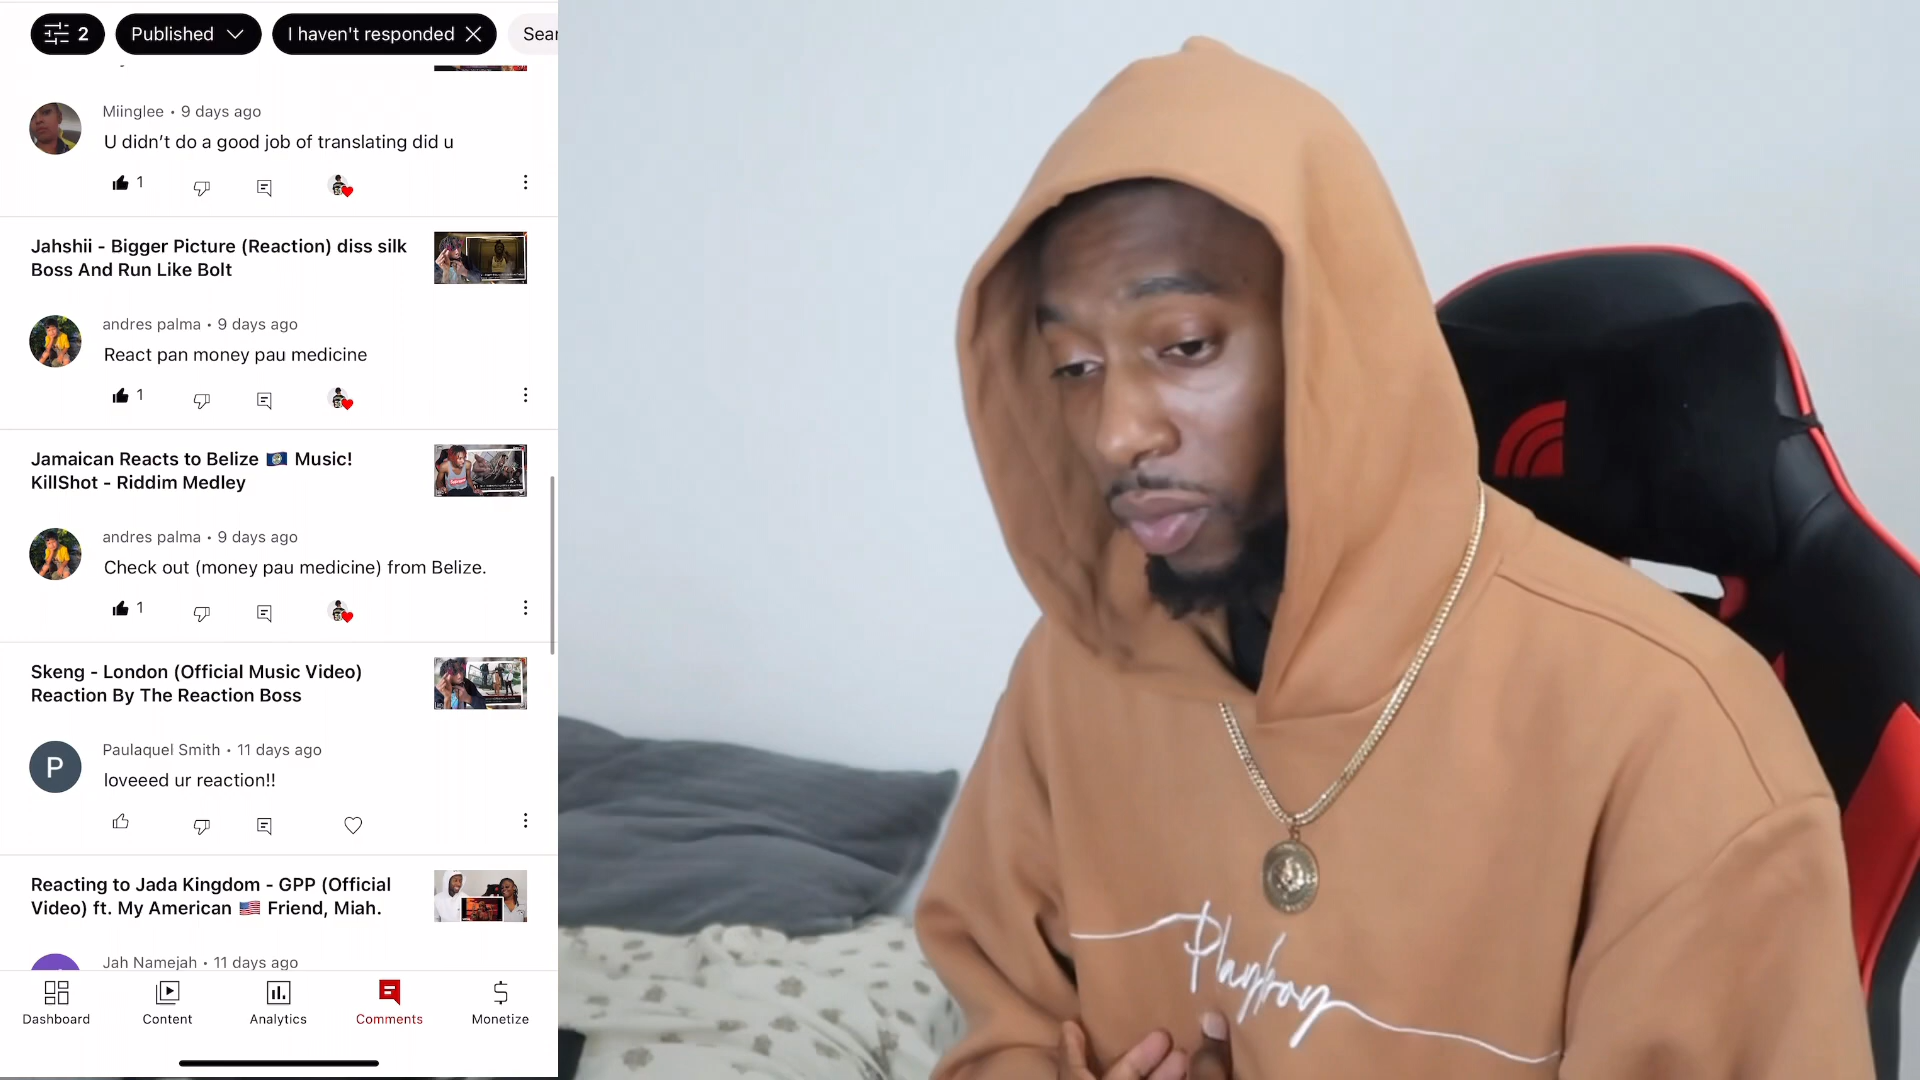 2
Published
I haven't responded
Sear
Miinglee • 9 days ago
U didn’t do a good job of translating did u
1
Jahshii - Bigger Picture (Reaction) diss silk
Boss And Run Like Bolt
andres palma • 9 days ago
React pan money pau medicine
1
Jamaican Reacts to Belize 🇧🇿 Music!
KillShot - Riddim Medley
andres palma • 9 days ago
Check out (money pau medicine) from Belize.
1
Skeng - London (Official Music Video)
Reaction By The Reaction Boss
P
Paulaquel Smith • 11 days ago
loveeed ur reaction!!
Reacting to Jada Kingdom - GPP (Official
Video) ft. My American 🇺🇸 Friend, Miah.
Jah Namejah • 11 days ago
Dashboard
Content
Analytics
Comments
Monetize
Playboy